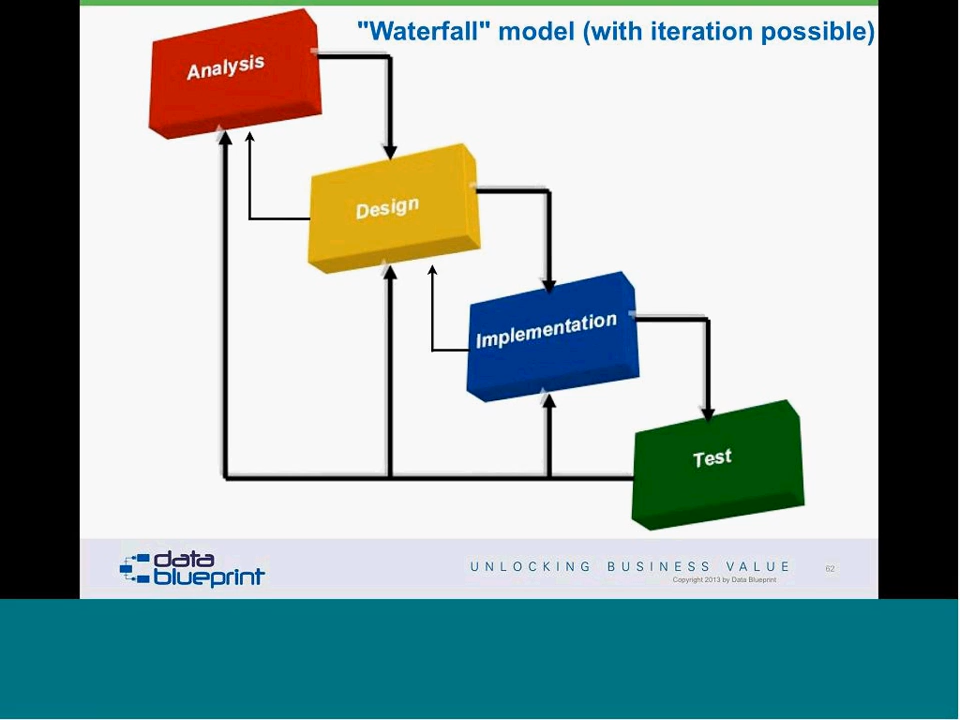 "Waterfall" model (with iteration possible)
Analysis
Design
Implementation
Test
data
blueprint
UNLOCKING BUSINESS VALUE
62
Copyright 2013 by Data Blueprint